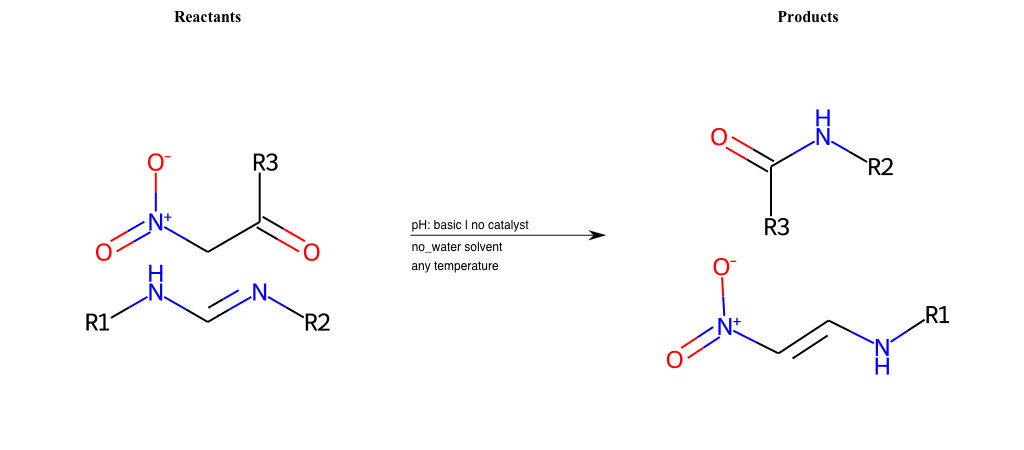 Reactants
Products
O⁻
R3
N⁺
O
O
H
N
N
R1
R2
pH: basic | no catalyst
no_water solvent
any temperature
H
O
N
R2
R3
O⁻
N⁺
R1
O
N
H